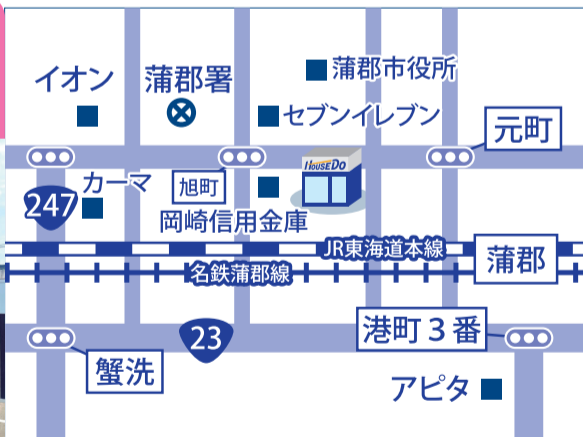 蒲郡市役所
イオン
蒲郡署
セブンイレブン
元町
HOUSEDO
カーマ
旭町
247
岡崎信用金庫
JR東海道本線
蒲郡
名鉄蒲郡線
23
港町３番
蟹洗
アピタ